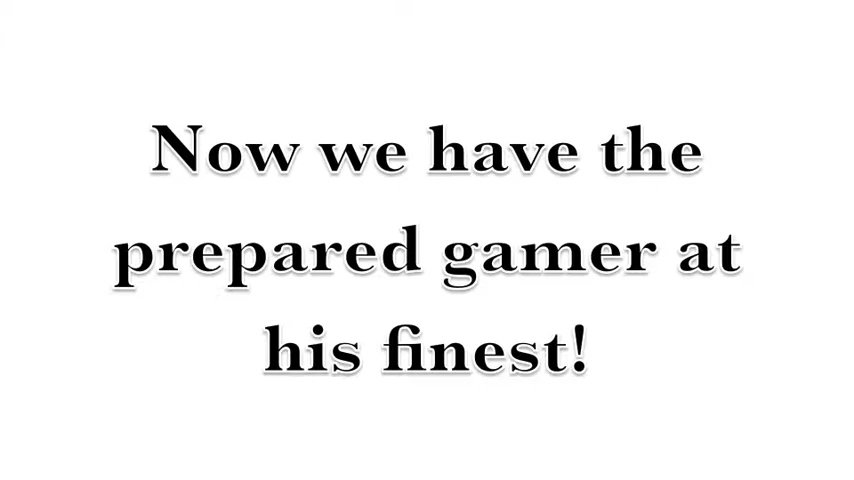 Now we have the
prepared gamer at
his finest!